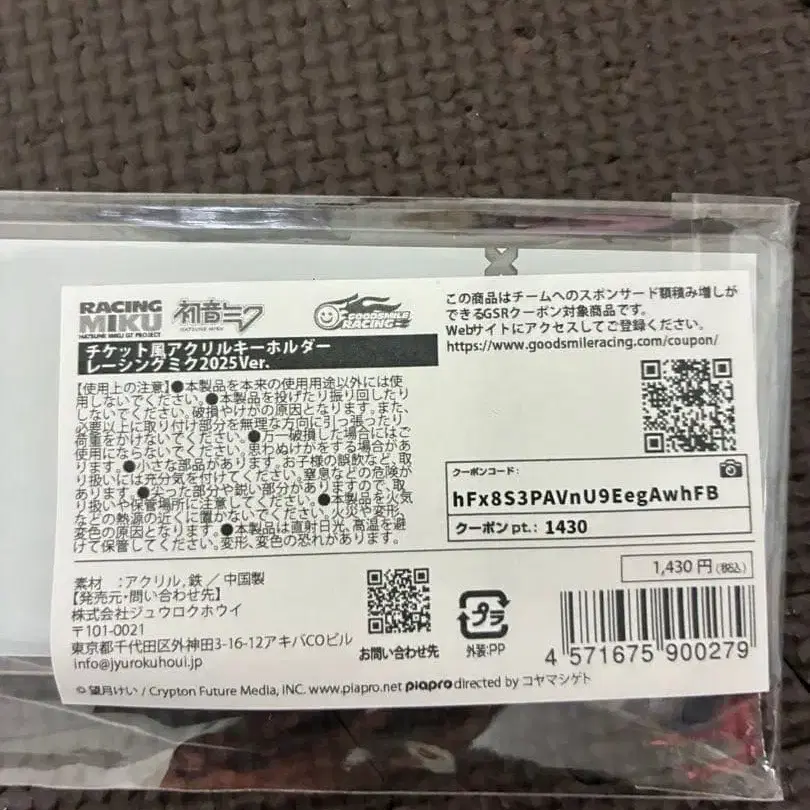 この商品はチームへのスポンサード額積み増しが
できるGSRクーポン対象商品です。
Webサイトにアクセスしてご登録ください。
https://www.goodsmileracing.com/coupon/
RACING
MIKU
HATSUNE MIKU GT PROJECT
初音ミク
HATSUNE MIKU
GOODSMILE
RACING
チケット風アクリルキーホルダー
レーシングミク2025Ver.
【使用上の注意】●本製品を本来の使用用途以外には使
用しないでください。●本製品を投げたり振り回したり
しないでください。破損やけがの原因となります。また、
必要以上に取り付け部分を無理な方向に引っ張ったり
荷重をかけないでください。●万一破損した場合にはご
使用にならないでください。思わぬけがをする場合があ
ります。●小さな部品があります。お子様の誤飲など、取
り扱いには充分気を付けてください。窒息などの危険が
あります。●尖った部分や鋭い部分がありますので、取
り扱いや保管場所に注意してください。●本製品を火気
などの熱源の近くに置かないでください。火災や変形、
変色の原因となります。●本製品は直射日光、高温を避
けて保管してください。変形、変色の恐れがあります。
クーポンコード：
hFx8S3PAVnU9EegAwhFB
クーポン pt.：1430
素材　：アクリル, 鉄／中国製
【発売元・問い合わせ先】
株式会社ジュウロクホウイ
〒101-0021
東京都千代田区外神田3-16-12アキバCOビル
info@jyurokuhoui.jp
お問い合わせ先
プラ
外装:PP
1,430円(税込)
4 571675 900279
© 望月けい / Crypton Future Media, INC. www.piapro.net piapro directed by コヤマシゲト